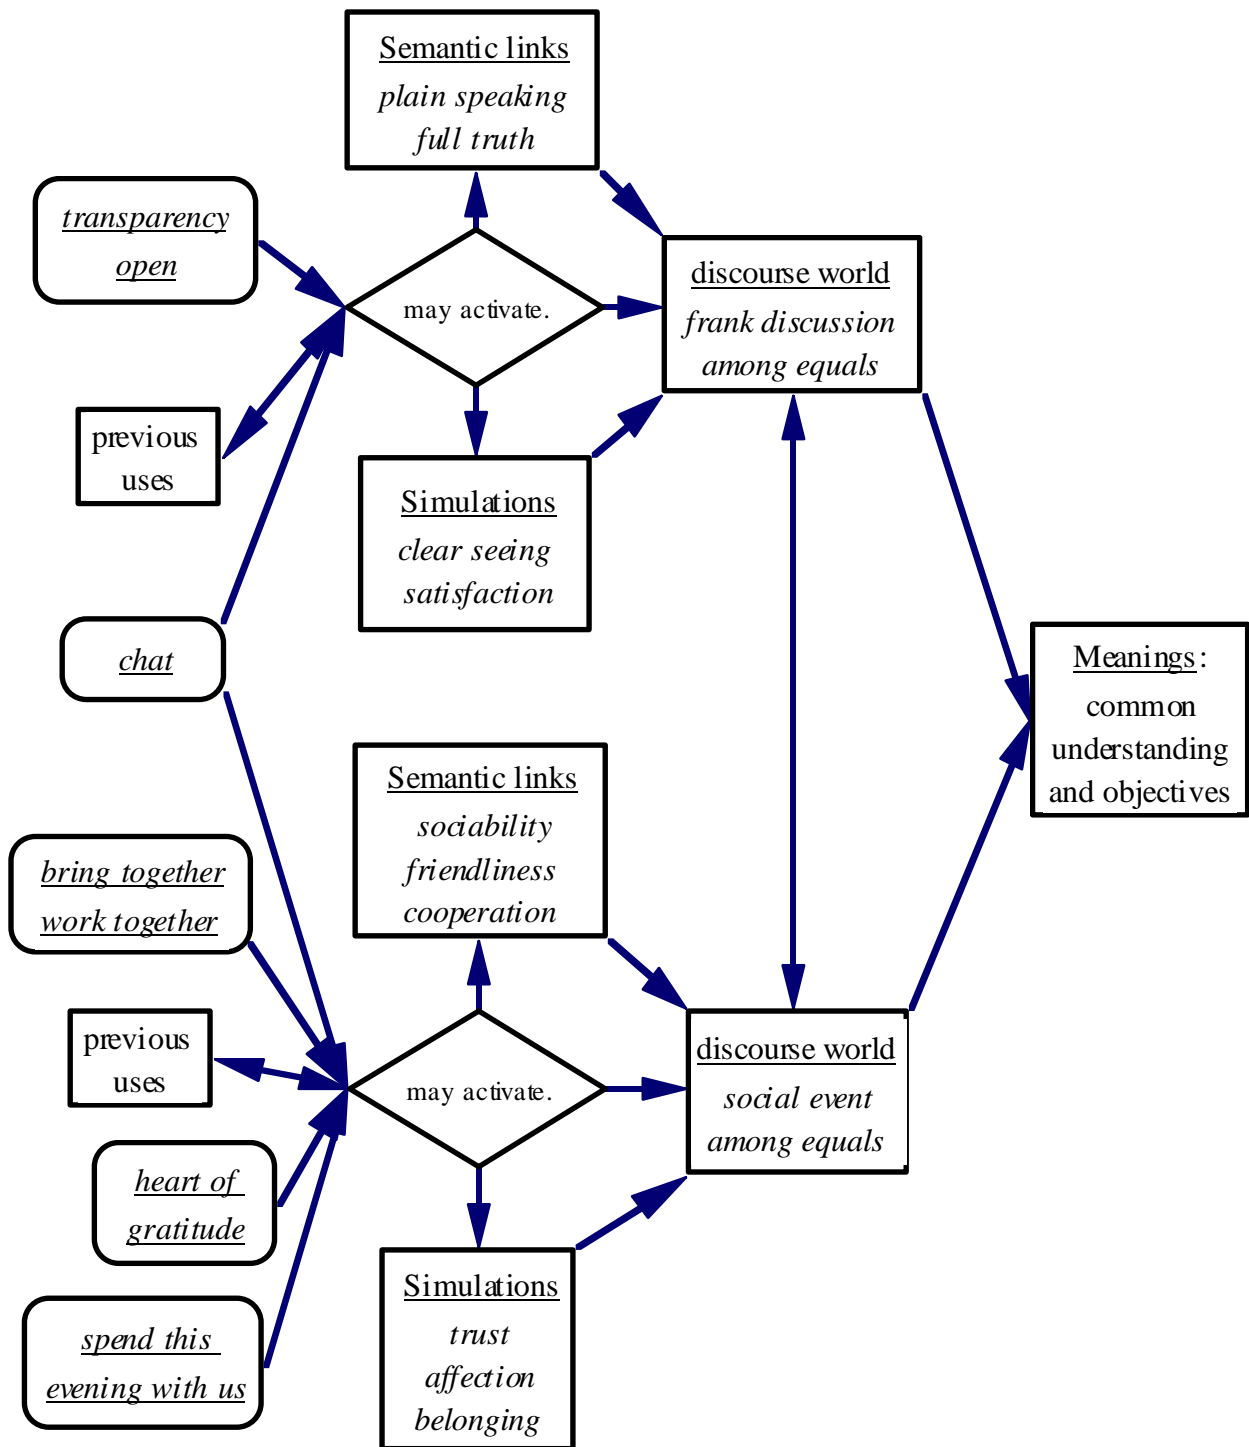 Semantic links
plain speaking
full truth
transparency
open
may activate.
discourse world
frank discussion
among equals
previous
uses
Simulations
clear seeing
satisfaction
chat
Meanings:
common
understanding
and objectives
Semantic links
sociability
friendliness
cooperation
bring together
work together
previous
uses
may activate.
discourse world
social event
among equals
heart of
gratitude
Simulations
trust
affection
belonging
spend this
evening with us